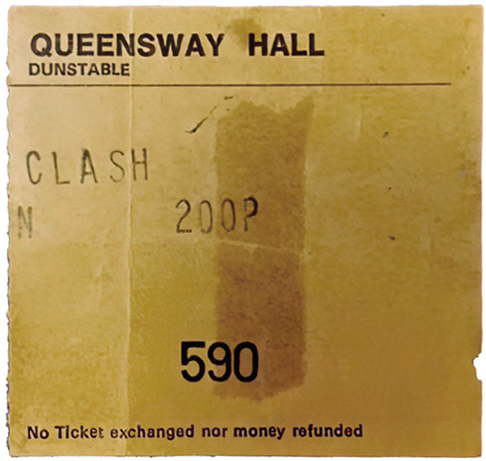 QUEENSWAY HALL
DUNSTABLE
CLASH
N 200P
590
No Ticket exchanged nor money refunded